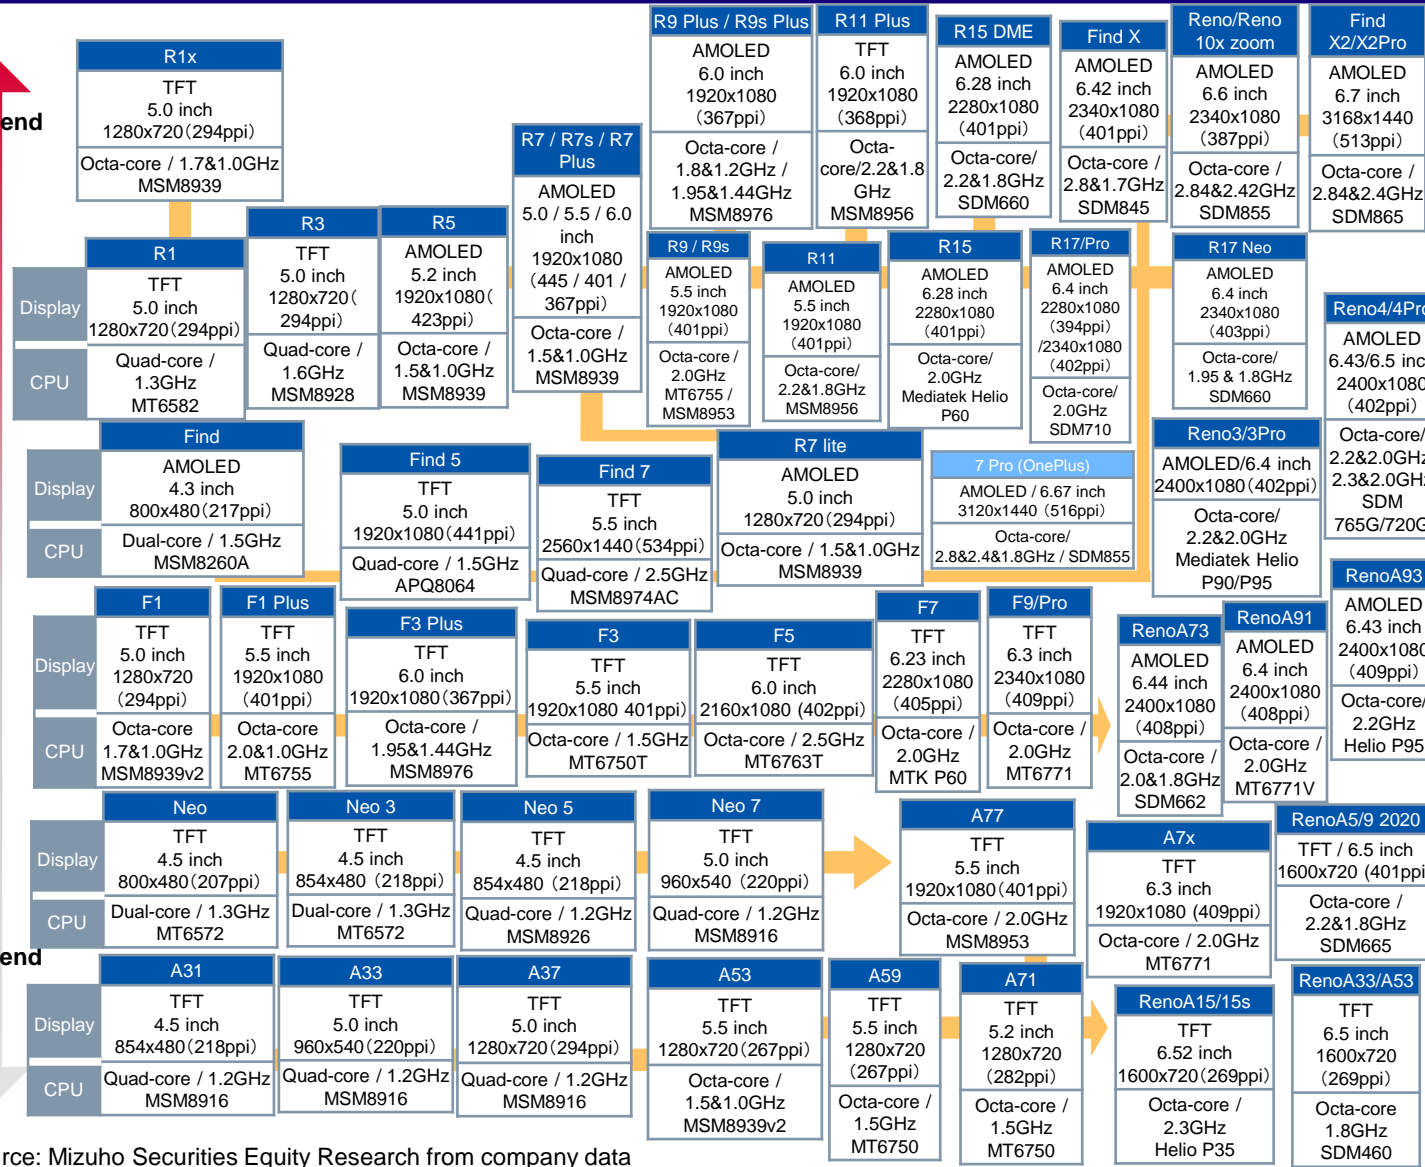 R9 Plus / R9s Plus
AMOLED
6.0 inch
1920x1080
(367ppi)
Octa-core /
1.8&1.2GHz /
1.95&1.44GHz
MSM8976
R11 Plus
TFT
6.0 inch
1920x1080
(368ppi)
Octa-
core/2.2&1.8
GHz
MSM8956
R15 DME
AMOLED
6.28 inch
2280x1080
(401ppi)
Octa-core/
2.2&1.8GHz
SDM660
Find X
AMOLED
6.42 inch
2340x1080
(401ppi)
Octa-core /
2.8&1.7GHz
SDM845
Reno/Reno
10x zoom
AMOLED
6.6 inch
2340x1080
(387ppi)
Octa-core /
2.84&2.42GHz
SDM855
Find
X2/X2Pro
AMOLED
6.7 inch
3168x1440
(513ppi)
Octa-core /
2.84&2.4GHz
SDM865
R1x
TFT
5.0 inch
1280x720(294ppi)
Octa-core / 1.7&1.0GHz
MSM8939
end
R7 / R7s / R7
Plus
AMOLED
5.0 / 5.5 / 6.0
inch
1920x1080
(445 / 401 /
367ppi)
Octa-core /
1.5&1.0GHz
MSM8939
Display
CPU
R1
TFT
5.0 inch
1280x720(294ppi)
Quad-core /
1.3GHz
MT6582
R3
TFT
5.0 inch
1280x720(
294ppi)
Quad-core /
1.6GHz
MSM8928
R5
AMOLED
5.2 inch
1920x1080(
423ppi)
Octa-core /
1.5&1.0GHz
MSM8939
R9 / R9s
AMOLED
5.5 inch
1920x1080
(401ppi)
Octa-core /
2.0GHz
MT6755 /
MSM8953
R11
AMOLED
5.5 inch
1920x1080
(401ppi)
Octa-core/
2.2&1.8GHz
MSM8956
R15
AMOLED
6.28 inch
2280x1080
(401ppi)
Octa-core/
2.0GHz
Mediatek Helio
P60
R17/Pro
AMOLED
6.4 inch
2280x1080
(394ppi)
/2340x1080
(402ppi)
Octa-core/
2.0GHz
SDM710
R17 Neo
AMOLED
6.4 inch
2340x1080
(403ppi)
Octa-core/
1.95 & 1.8GHz
SDM660
Reno4/4Pro
AMOLED
6.43/6.5 inc
2400x1080
(402ppi)
Octa-core/
2.2&2.0GHz
2.3&2.0GHz
SDM
765G/720G
Display
CPU
Find
AMOLED
4.3 inch
800x480(217ppi)
Dual-core / 1.5GHz
MSM8260A
Find 5
TFT
5.0 inch
1920x1080(441ppi)
Quad-core / 1.5GHz
APQ8064
Find 7
TFT
5.5 inch
2560x1440(534ppi)
Quad-core / 2.5GHz
MSM8974AC
R7 lite
AMOLED
5.0 inch
1280x720(294ppi)
Octa-core / 1.5&1.0GHz
MSM8939
7 Pro (OnePlus)
AMOLED / 6.67 inch
3120x1440 (516ppi)
Octa-core/
2.8&2.4&1.8GHz / SDM855
Reno3/3Pro
AMOLED/6.4 inch
2400x1080(402ppi)
Octa-core/
2.2&2.0GHz
Mediatek Helio
P90/P95
Display
CPU
F1
TFT
5.0 inch
1280x720
(294ppi)
Octa-core
1.7&1.0GHz
MSM8939v2
F1 Plus
TFT
5.5 inch
1920x1080
(401ppi)
Octa-core
2.0&1.0GHz
MT6755
F3 Plus
TFT
6.0 inch
1920x1080(367ppi)
Octa-core /
1.95&1.44GHz
MSM8976
F3
TFT
5.5 inch
1920x1080 401ppi)
Octa-core / 1.5GHz
MT6750T
F5
TFT
6.0 inch
2160x1080 (402ppi)
Octa-core / 2.5GHz
MT6763T
F7
TFT
6.23 inch
2280x1080
(405ppi)
Octa-core /
2.0GHz
MTK P60
F9/Pro
TFT
6.3 inch
2340x1080
(409ppi)
Octa-core /
2.0GHz
MT6771
RenoA73
AMOLED
6.44 inch
2400x1080
(408ppi)
Octa-core /
2.0&1.8GHz
SDM662
RenoA91
AMOLED
6.4 inch
2400x1080
(408ppi)
Octa-core /
2.0GHz
MT6771V
RenoA93
AMOLED
6.43 inch
2400x1080
(409ppi)
Octa-core/
2.2GHz
Helio P95
Display
CPU
Neo
TFT
4.5 inch
800x480(207ppi)
Dual-core / 1.3GHz
MT6572
Neo 3
TFT
4.5 inch
854x480 (218ppi)
Dual-core / 1.3GHz
MT6572
Neo 5
TFT
4.5 inch
854x480 (218ppi)
Quad-core / 1.2GHz
MSM8926
Neo 7
TFT
5.0 inch
960x540 (220ppi)
Quad-core / 1.2GHz
MSM8916
A77
TFT
5.5 inch
1920x1080(401ppi)
Octa-core / 2.0GHz
MSM8953
A7x
TFT
6.3 inch
1920x1080 (409ppi)
Octa-core / 2.0GHz
MT6771
RenoA5/9 2020
TFT / 6.5 inch
1600x720 (401ppi
Octa-core /
2.2&1.8GHz
SDM665
end
Display
CPU
A31
TFT
4.5 inch
854x480(218ppi)
Quad-core / 1.2GHz
MSM8916
A33
TFT
5.0 inch
960x540(220ppi)
Quad-core / 1.2GHz
MSM8916
A37
TFT
5.0 inch
1280x720(294ppi)
Quad-core / 1.2GHz
MSM8916
A53
TFT
5.5 inch
1280x720(267ppi)
Octa-core /
1.5&1.0GHz
MSM8939v2
A59
TFT
5.5 inch
1280x720
(267ppi)
Octa-core /
1.5GHz
MT6750
A71
TFT
5.2 inch
1280x720
(282ppi)
Octa-core /
1.5GHz
MT6750
RenoA15/15s
TFT
6.52 inch
1600x720(269ppi)
Octa-core /
2.3GHz
Helio P35
RenoA33/A53
TFT
6.5 inch
1600x720
(269ppi)
Octa-core
1.8GHz
SDM460
rce: Mizuho Securities Equity Research from company data